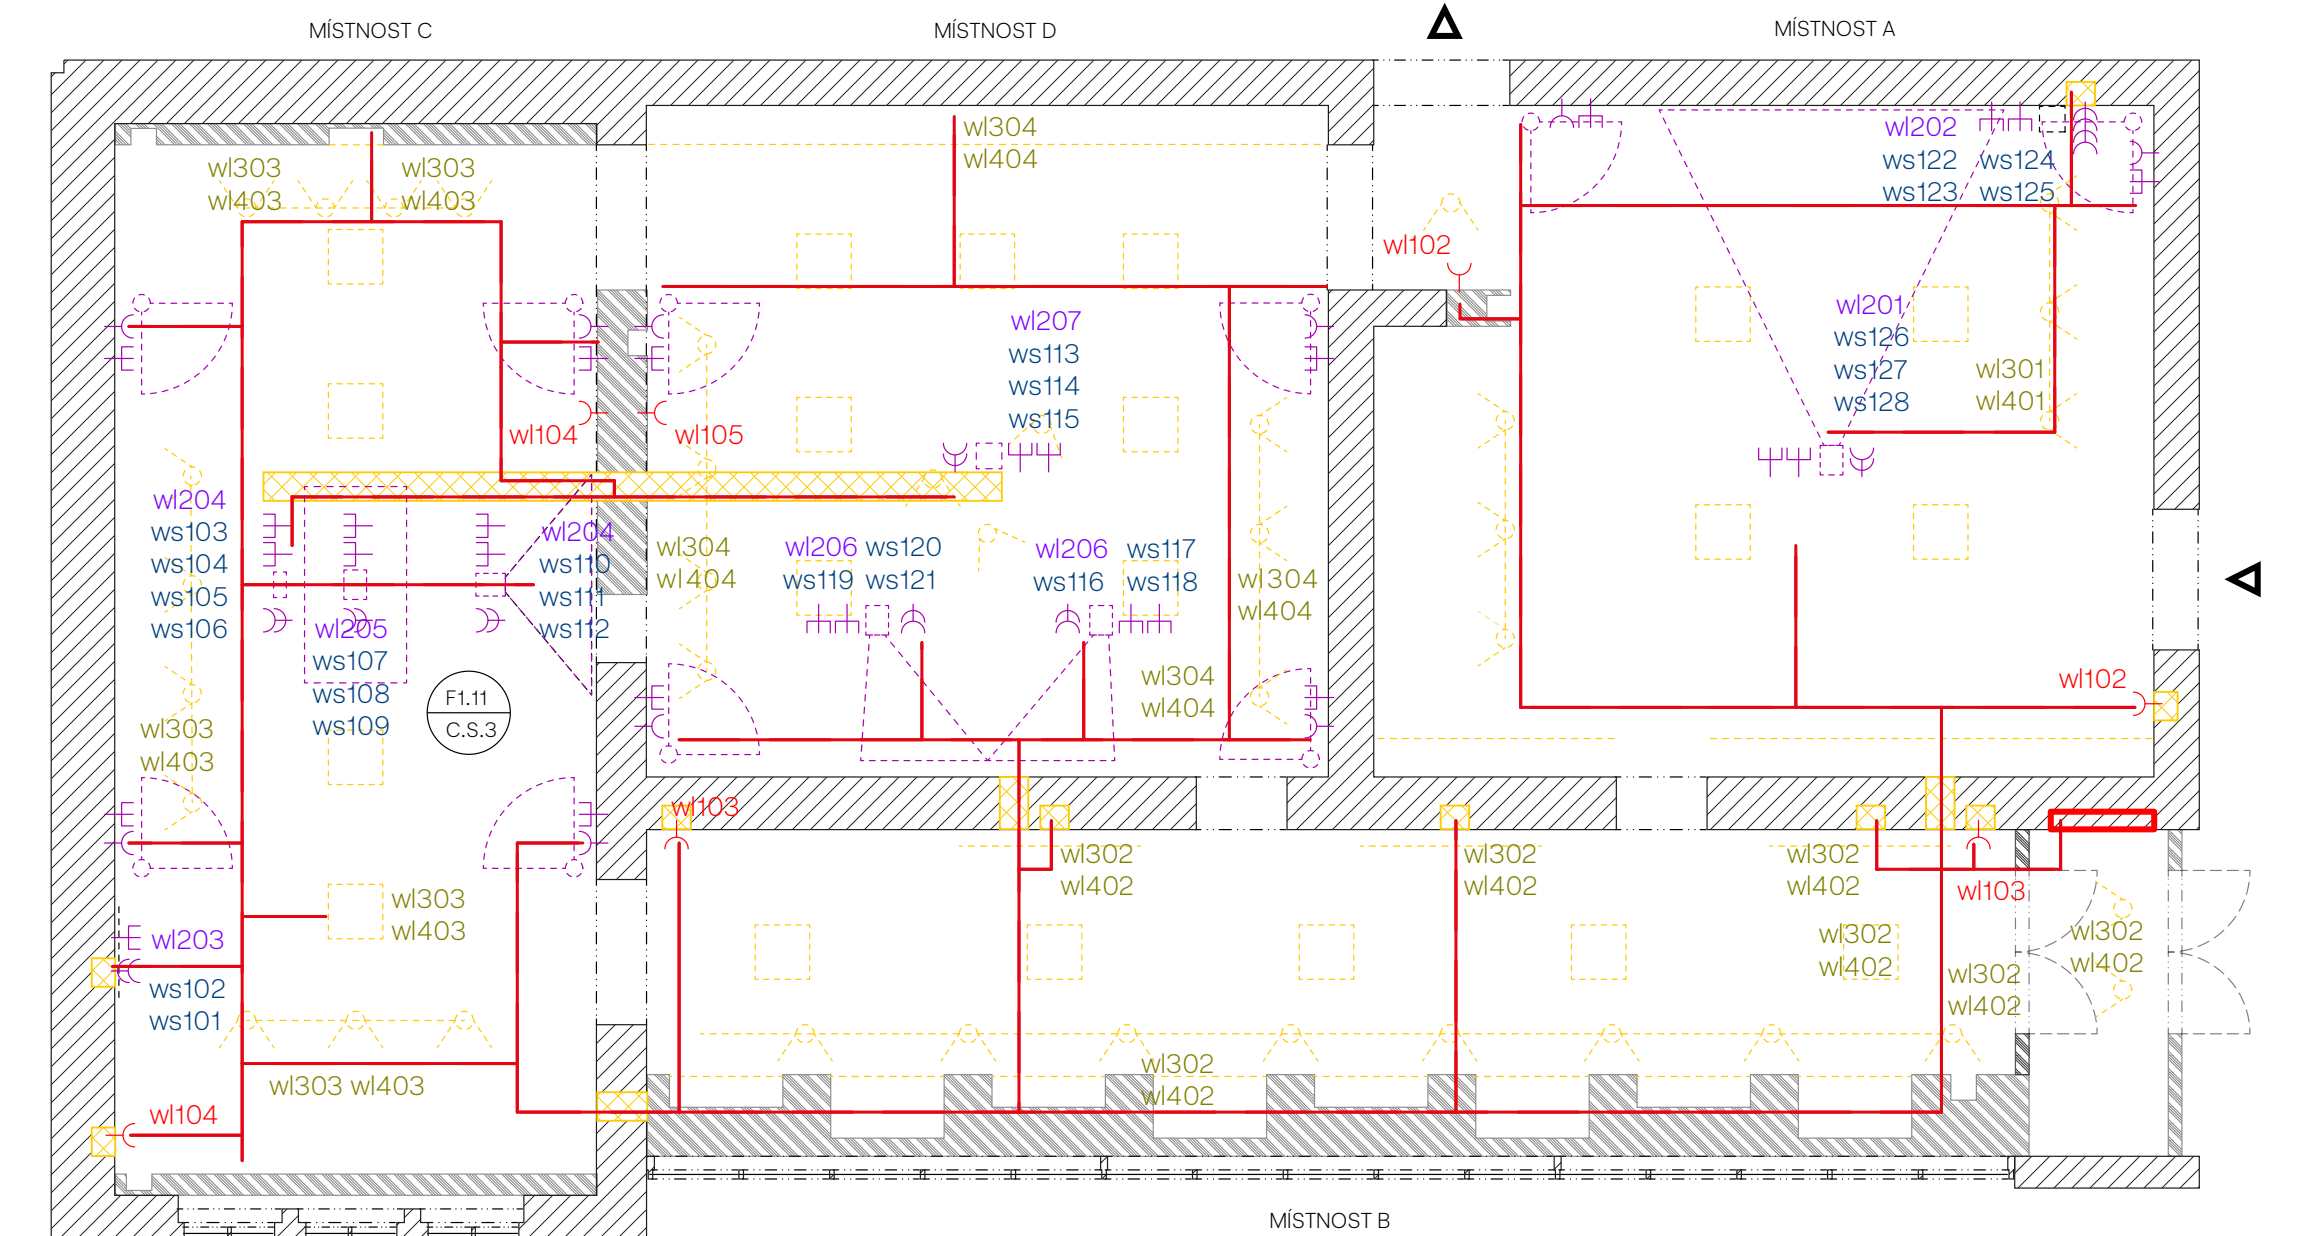 MÍSTNOST C
MÍSTNOST D
MÍSTNOST A
wl303
wl403
wl303
wl403
wl304
wl404
wl102
wl202
ws122
ws123
ws124
ws125
wl207
ws113
ws114
ws115
wl201
ws126
ws127
ws128
wl301
wl401
wl104
wl105
wl204
ws103
ws104
ws105
ws106
wl204
ws110
ws111
ws112
wl205
ws107
ws108
ws109
F1.11
C.S.3
wl304
wl404
wl206 ws120
ws119 ws121
wl206
ws116
ws117
ws118
wl304
wl404
wl304
wl404
wl102
wl303
wl403
wl103
wl302
wl402
wl302
wl402
wl302
wl402
wl103
wl303
wl403
wl203
ws102
ws101
wl302
wl402
wl302
wl402
wl302
wl402
wl302
wl402
wl303 wl403
wl104
MÍSTNOST B